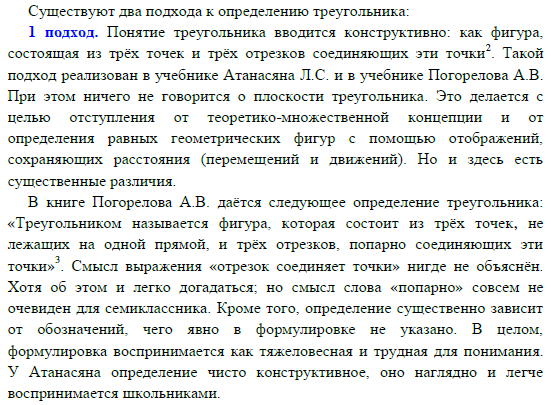 Существуют два подхода к определению треугольника:
1 подход. Понятие треугольника вводится конструктивно: как фигура,
состоящая из трёх точек и трёх отрезков соединяющих эти точки². Такой
подход реализован в учебнике Атанасяна Л.С. и в учебнике Погорелова А.В.
При этом ничего не говорится о плоскости треугольника. Это делается с
целью отступления от теоретико-множественной концепции и от
определения равных геометрических фигур с помощью отображений,
сохраняющих расстояния (перемещений и движений). Но и здесь есть
существенные различия.
В книге Погорелова А.В. даётся следующее определение треугольника:
«Треугольником называется фигура, которая состоит из трёх точек, не
лежащих на одной прямой, и трёх отрезков, попарно соединяющих эти
точки»³. Смысл выражения «отрезок соединяет точки» нигде не объяснён.
Хотя об этом и легко догадаться; но смысл слова «попарно» совсем не
очевиден для семиклассника. Кроме того, определение существенно зависит
от обозначений, чего явно в формулировке не указано. В целом,
формулировка воспринимается как тяжеловесная и трудная для понимания.
У Атанасяна определение чисто конструктивное, оно наглядно и легче
воспринимается школьниками.